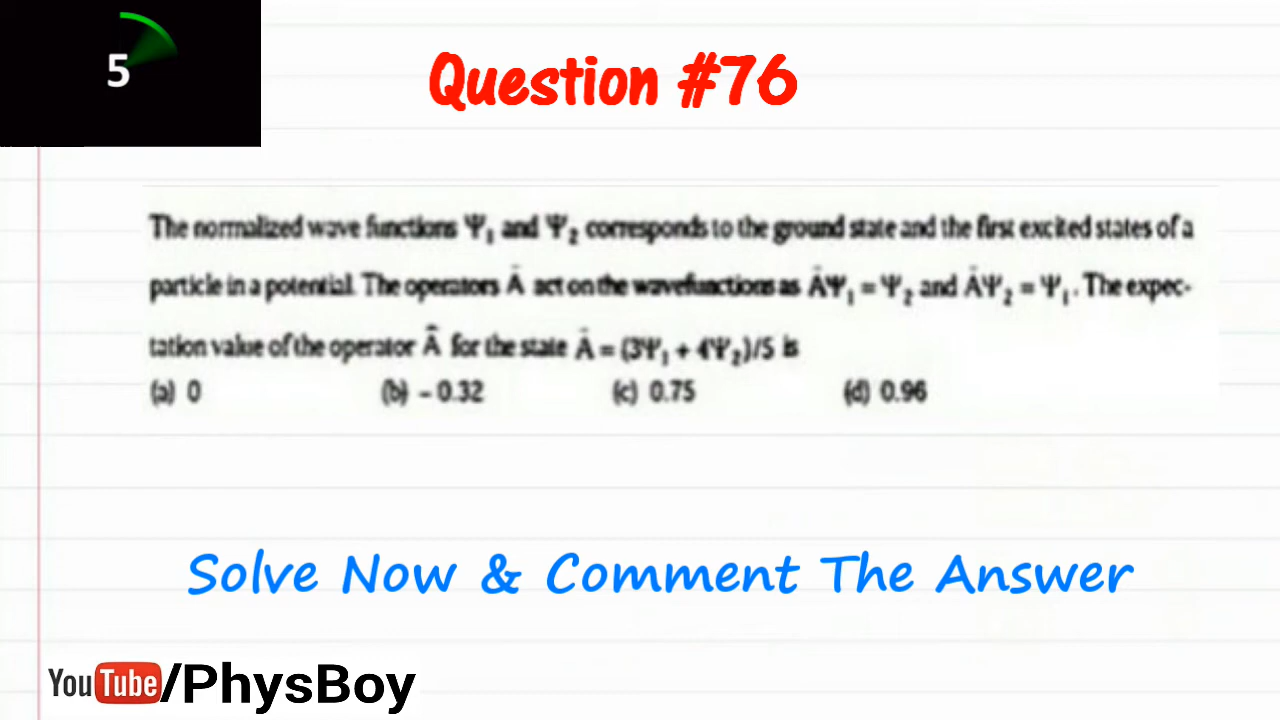 5
Question #76
The normalized wave functions Ψ₁ and Ψ₂ corresponds to the ground state and the first excited states of a
particle in a potential. The operators Â act on the wavefunctions as ÂΨ₁ = Ψ₂ and ÂΨ₂ = Ψ₁. The expec-
tation value of the operator Â for the state Â = (3Ψ₁ + 4Ψ₂)/5 is
(a) 0 (b) – 0.32 (c) 0.75 (d) 0.96
Solve Now & Comment The Answer
YouTube/PhysBoy